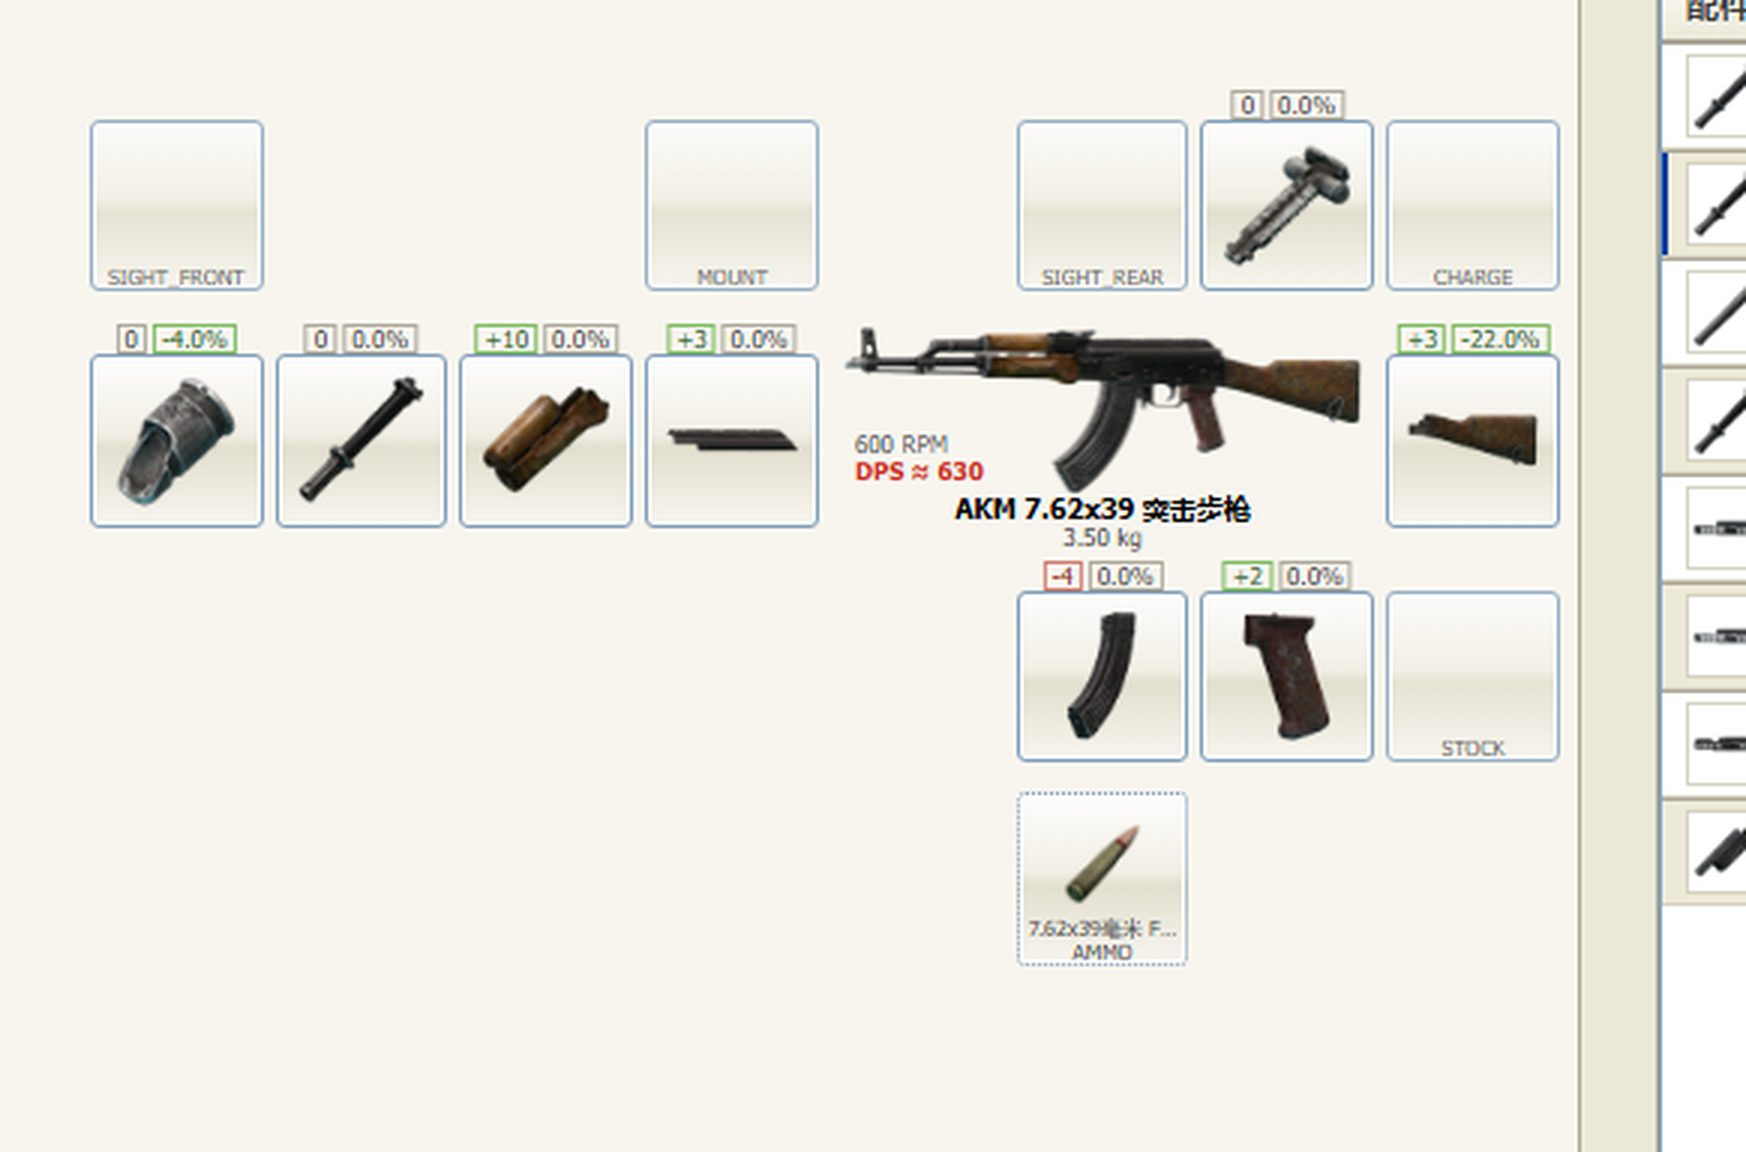 配件
0 0.0%
SIGHT_FRONT
MOUNT
SIGHT_REAR
CHARGE
0 -4.0%
0 0.0%
+10 0.0%
+3 0.0%
+3 -22.0%
600 RPM
DPS ≈ 630
AKM 7.62x39 突击步枪
3.50 kg
-4 0.0%
+2 0.0%
STOCK
7.62x39毫米 F...
AMMO